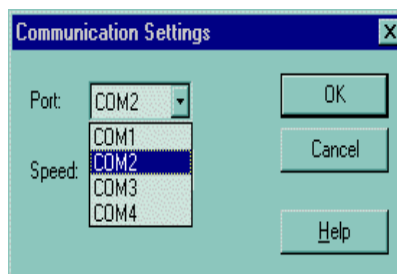 Communication Settings
Port: COM2 OK
COM1
COM2 Cancel
Speed: COM3
COM4
Help